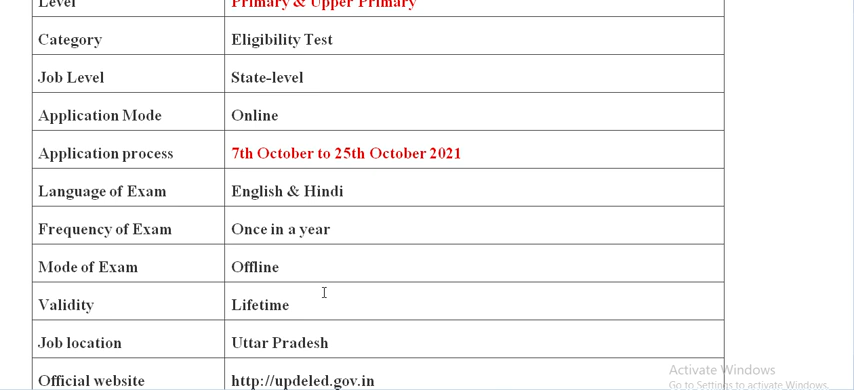 Level Primary & Upper Primary
Category Eligibility Test
Job Level State-level
Application Mode Online
Application process 7th October to 25th October 2021
Language of Exam English & Hindi
Frequency of Exam Once in a year
Mode of Exam Offline
Validity Lifetime
Job location Uttar Pradesh
Official website http://updeled.gov.in
Activate Windows
Go to Settings to activate Windows.